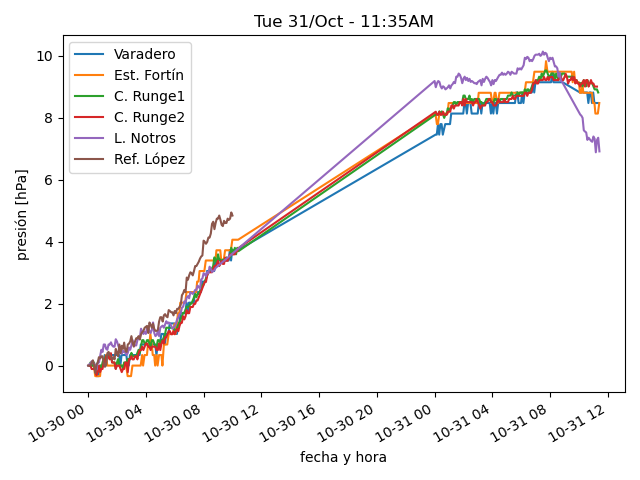 Tue 31/Oct - 11:35AM
Varadero
Est. Fortín
C. Runge1
C. Runge2
L. Notros
Ref. López
presión [hPa]
10
8
6
4
2
0
10-30 00
10-30 04
10-30 08
10-30 12
10-30 16
10-30 20
10-31 00
10-31 04
10-31 08
10-31 12
fecha y hora